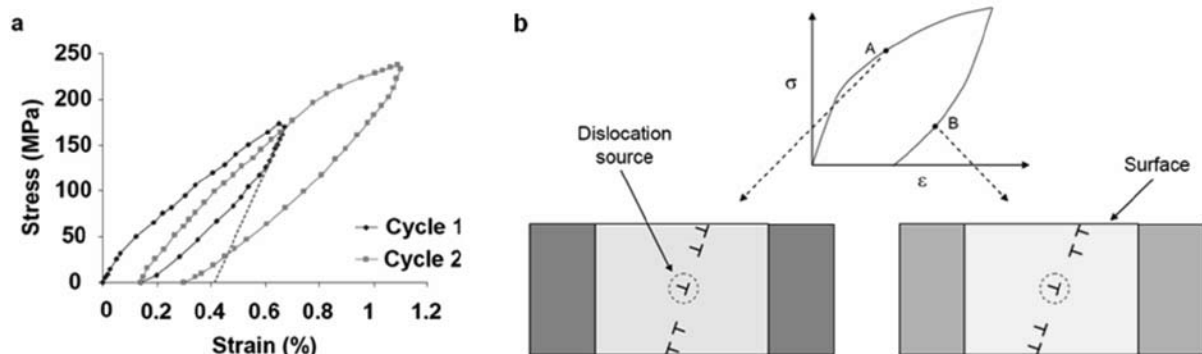 a
Stress (MPa)
250
200
150
100
50
0
0
0.2
0.4
0.6
0.8
1
1.2
Strain (%)
Cycle 1
Cycle 2
b
σ
ε
A
B
Dislocation
source
Surface